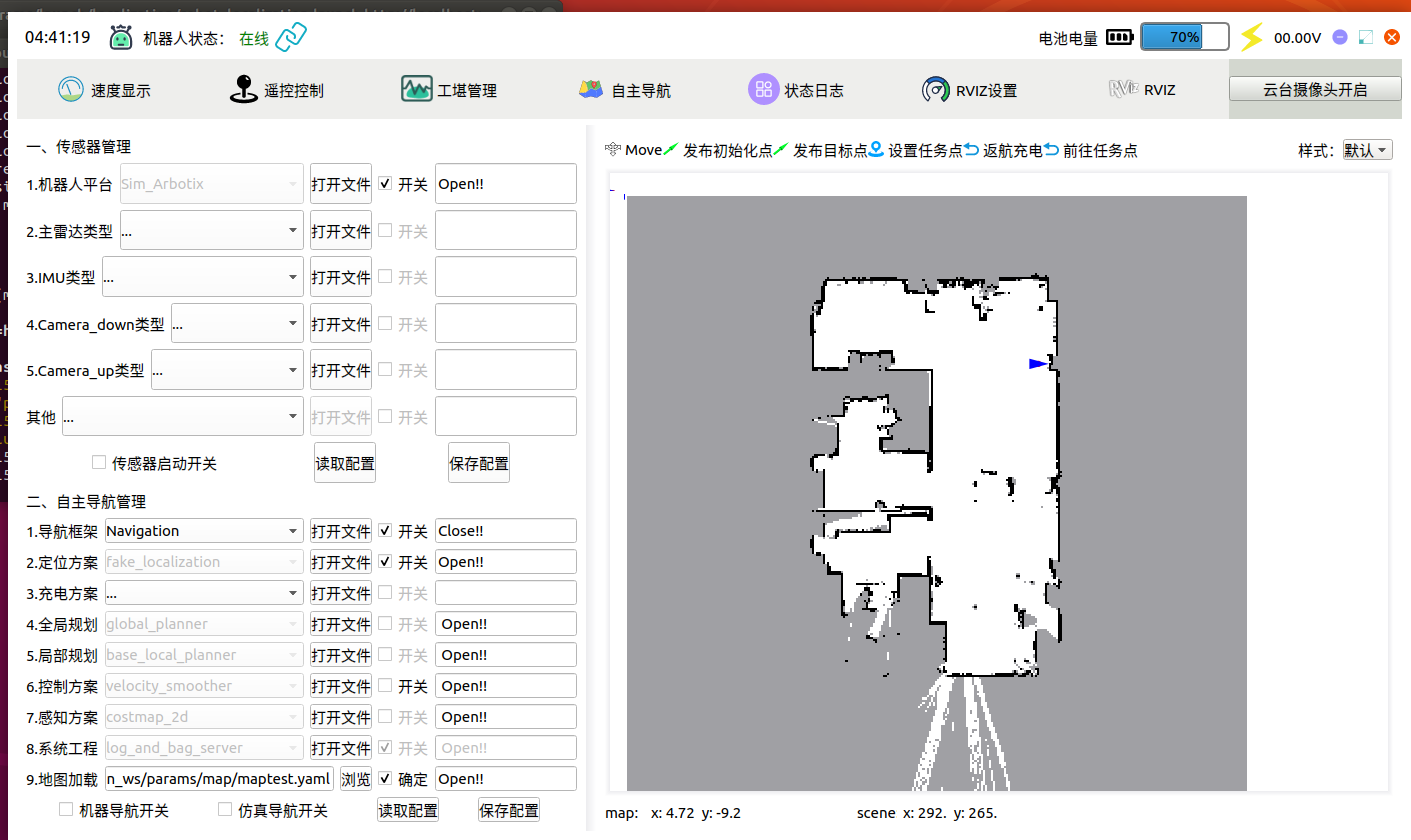 04:41:19 机器人状态： 在线 电池电量 70% 00.00V
速度显示 遥控控制 工堪管理 自主导航 状态日志 RVIZ设置 RVIZ 云台摄像头开启
一、传感器管理
1.机器人平台 Sim_Arbotix 打开文件 开关 Open!!
2.主雷达类型 ... 打开文件 开关
3.IMU类型 ... 打开文件 开关
4.Camera_down类型 ... 打开文件 开关
5.Camera_up类型 ... 打开文件 开关
其他 ... 打开文件 开关
传感器启动开关 读取配置 保存配置
二、自主导航管理
1.导航框架 Navigation 打开文件 开关 Close!!
2.定位方案 fake_localization 打开文件 开关 Open!!
3.充电方案 ... 打开文件 开关
4.全局规划 global_planner 打开文件 开关 Open!!
5.局部规划 base_local_planner 打开文件 开关 Open!!
6.控制方案 velocity_smoother 打开文件 开关 Open!!
7.感知方案 costmap_2d 打开文件 开关 Open!!
8.系统工程 log_and_bag_server 打开文件 开关 Open!!
9.地图加载 n_ws/params/map/maptest.yaml 浏览 确定 Open!!
机器导航开关 仿真导航开关 读取配置 保存配置
Move 发布初始化点 发布目标点 设置任务点 返航充电 前往任务点 样式： 默认
map: x: 4.72 y: -9.2 scene x: 292. y: 265.